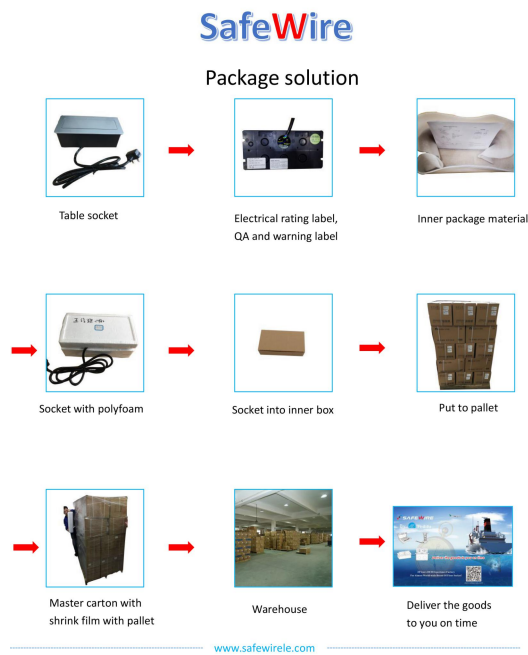 SafeWire
Package solution
Table socket
Electrical rating label,
QA and warning label
Inner package material
Socket with polyfoam
Socket into inner box
Put to pallet
Master carton with
shrink film with pallet
Warehouse
SAFEWIRE
Deliver the goods
to you on time
www.safewirele.com